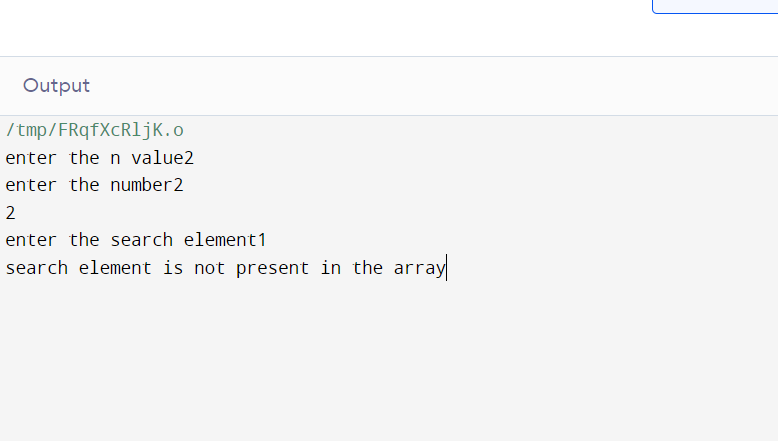 Output
/tmp/FRqfXcRljK.o
enter the n value2
enter the number2
2
enter the search element1
search element is not present in the array